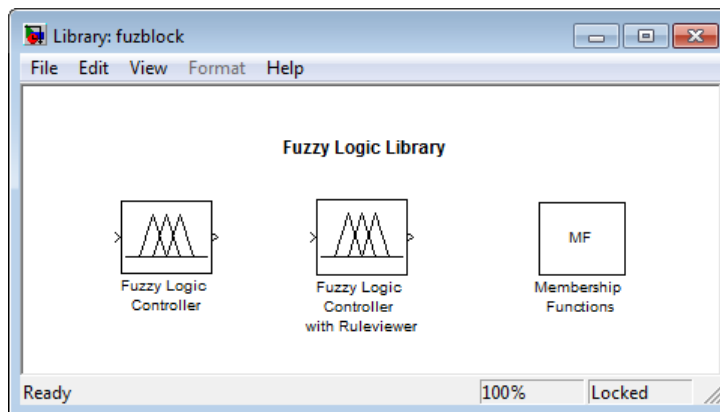 Library: fuzblock
File Edit View Format Help
Fuzzy Logic Library
MF
Fuzzy Logic
Controller
Fuzzy Logic
Controller
with Ruleviewer
Membership
Functions
Ready 100% Locked